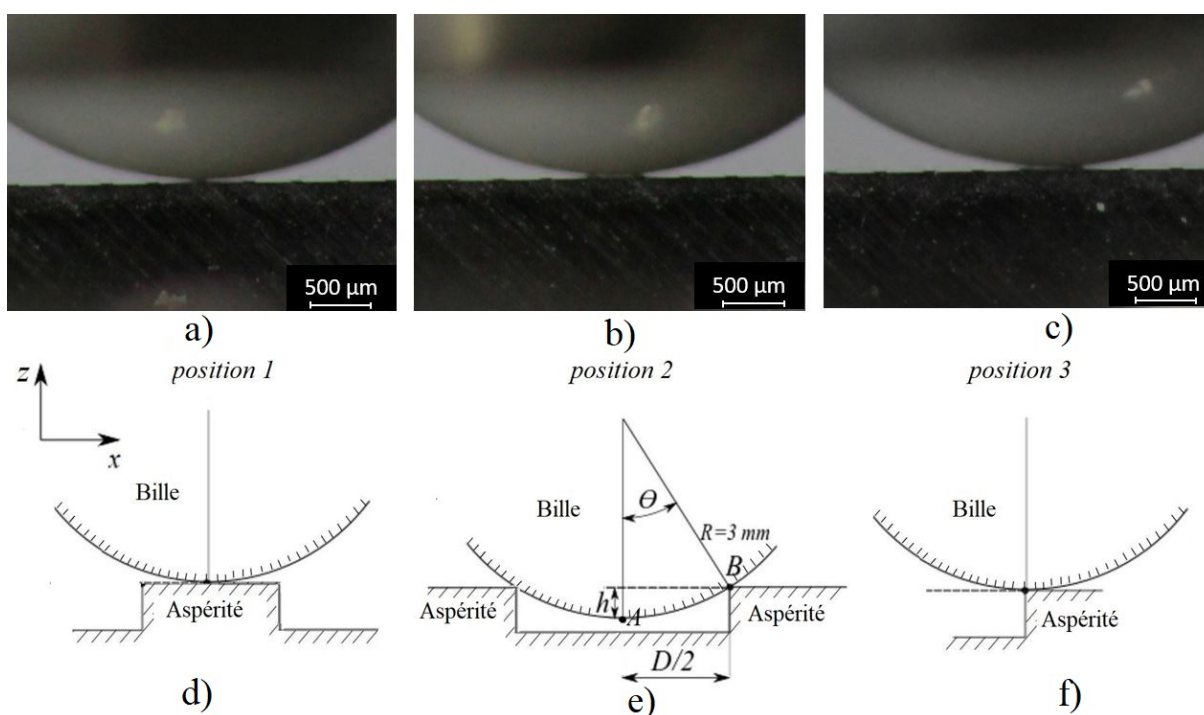 500 µm
500 µm
500 µm
a)
b)
c)
position 1
position 2
position 3
z
x
Bille
Aspérité
Bille
Θ
R=3 mm
B
h
A
Aspérité
Aspérité
D/2
Bille
Aspérité
d)
e)
f)